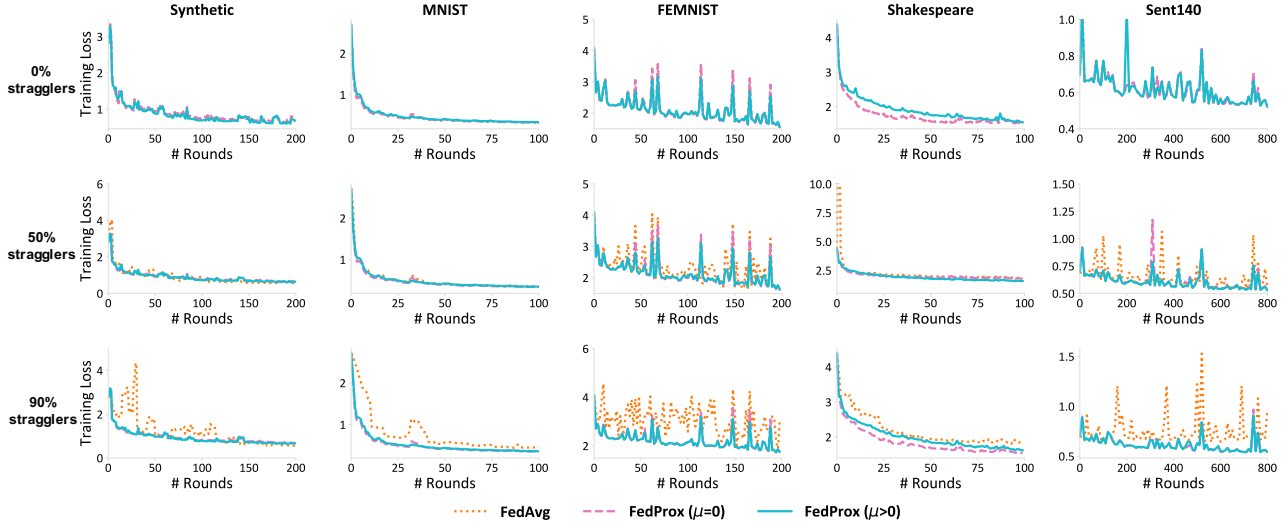 Synthetic
MNIST
FEMNIST
Shakespeare
Sent140
0%
stragglers
Training Loss
3
2
1
0 50 100 150 200
# Rounds
2
1
0 25 50 75 100
# Rounds
5
4
3
2
0 50 100 150 200
# Rounds
4
3
2
0 25 50 75 100
# Rounds
1.0
0.8
0.6
0.4
0 200 400 600 800
# Rounds
50%
stragglers
Training Loss
6
4
2
0
0 50 100 150 200
# Rounds
2
1
0 25 50 75 100
# Rounds
5
4
3
2
0 50 100 150 200
# Rounds
10.0
7.5
5.0
2.5
0 25 50 75 100
# Rounds
1.50
1.25
1.00
0.75
0.50
0 200 400 600 800
# Rounds
90%
stragglers
Training Loss
6
4
2
0
0 50 100 150 200
# Rounds
2
1
0 25 50 75 100
# Rounds
6
4
2
0 50 100 150 200
# Rounds
4
3
2
0 25 50 75 100
# Rounds
1.5
1.0
0.5
0 200 400 600 800
# Rounds
FedAvg
FedProx (μ=0)
FedProx (μ>0)